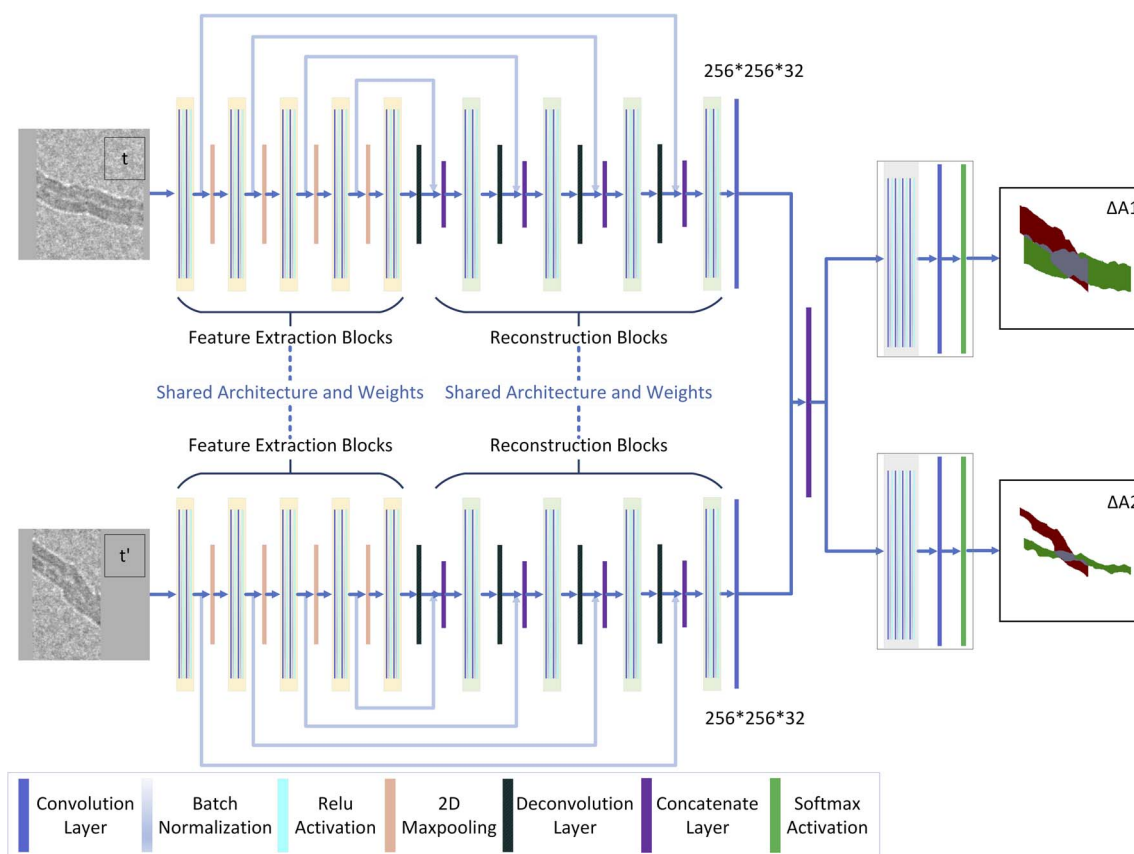 256*256*32
t
ΔA1
Feature Extraction Blocks
Reconstruction Blocks
Shared Architecture and Weights
Shared Architecture and Weights
Feature Extraction Blocks
Reconstruction Blocks
t'
ΔA2
256*256*32
Convolution
Layer
Batch
Normalization
Relu
Activation
2D
Maxpooling
Deconvolution
Layer
Concatenate
Layer
Softmax
Activation